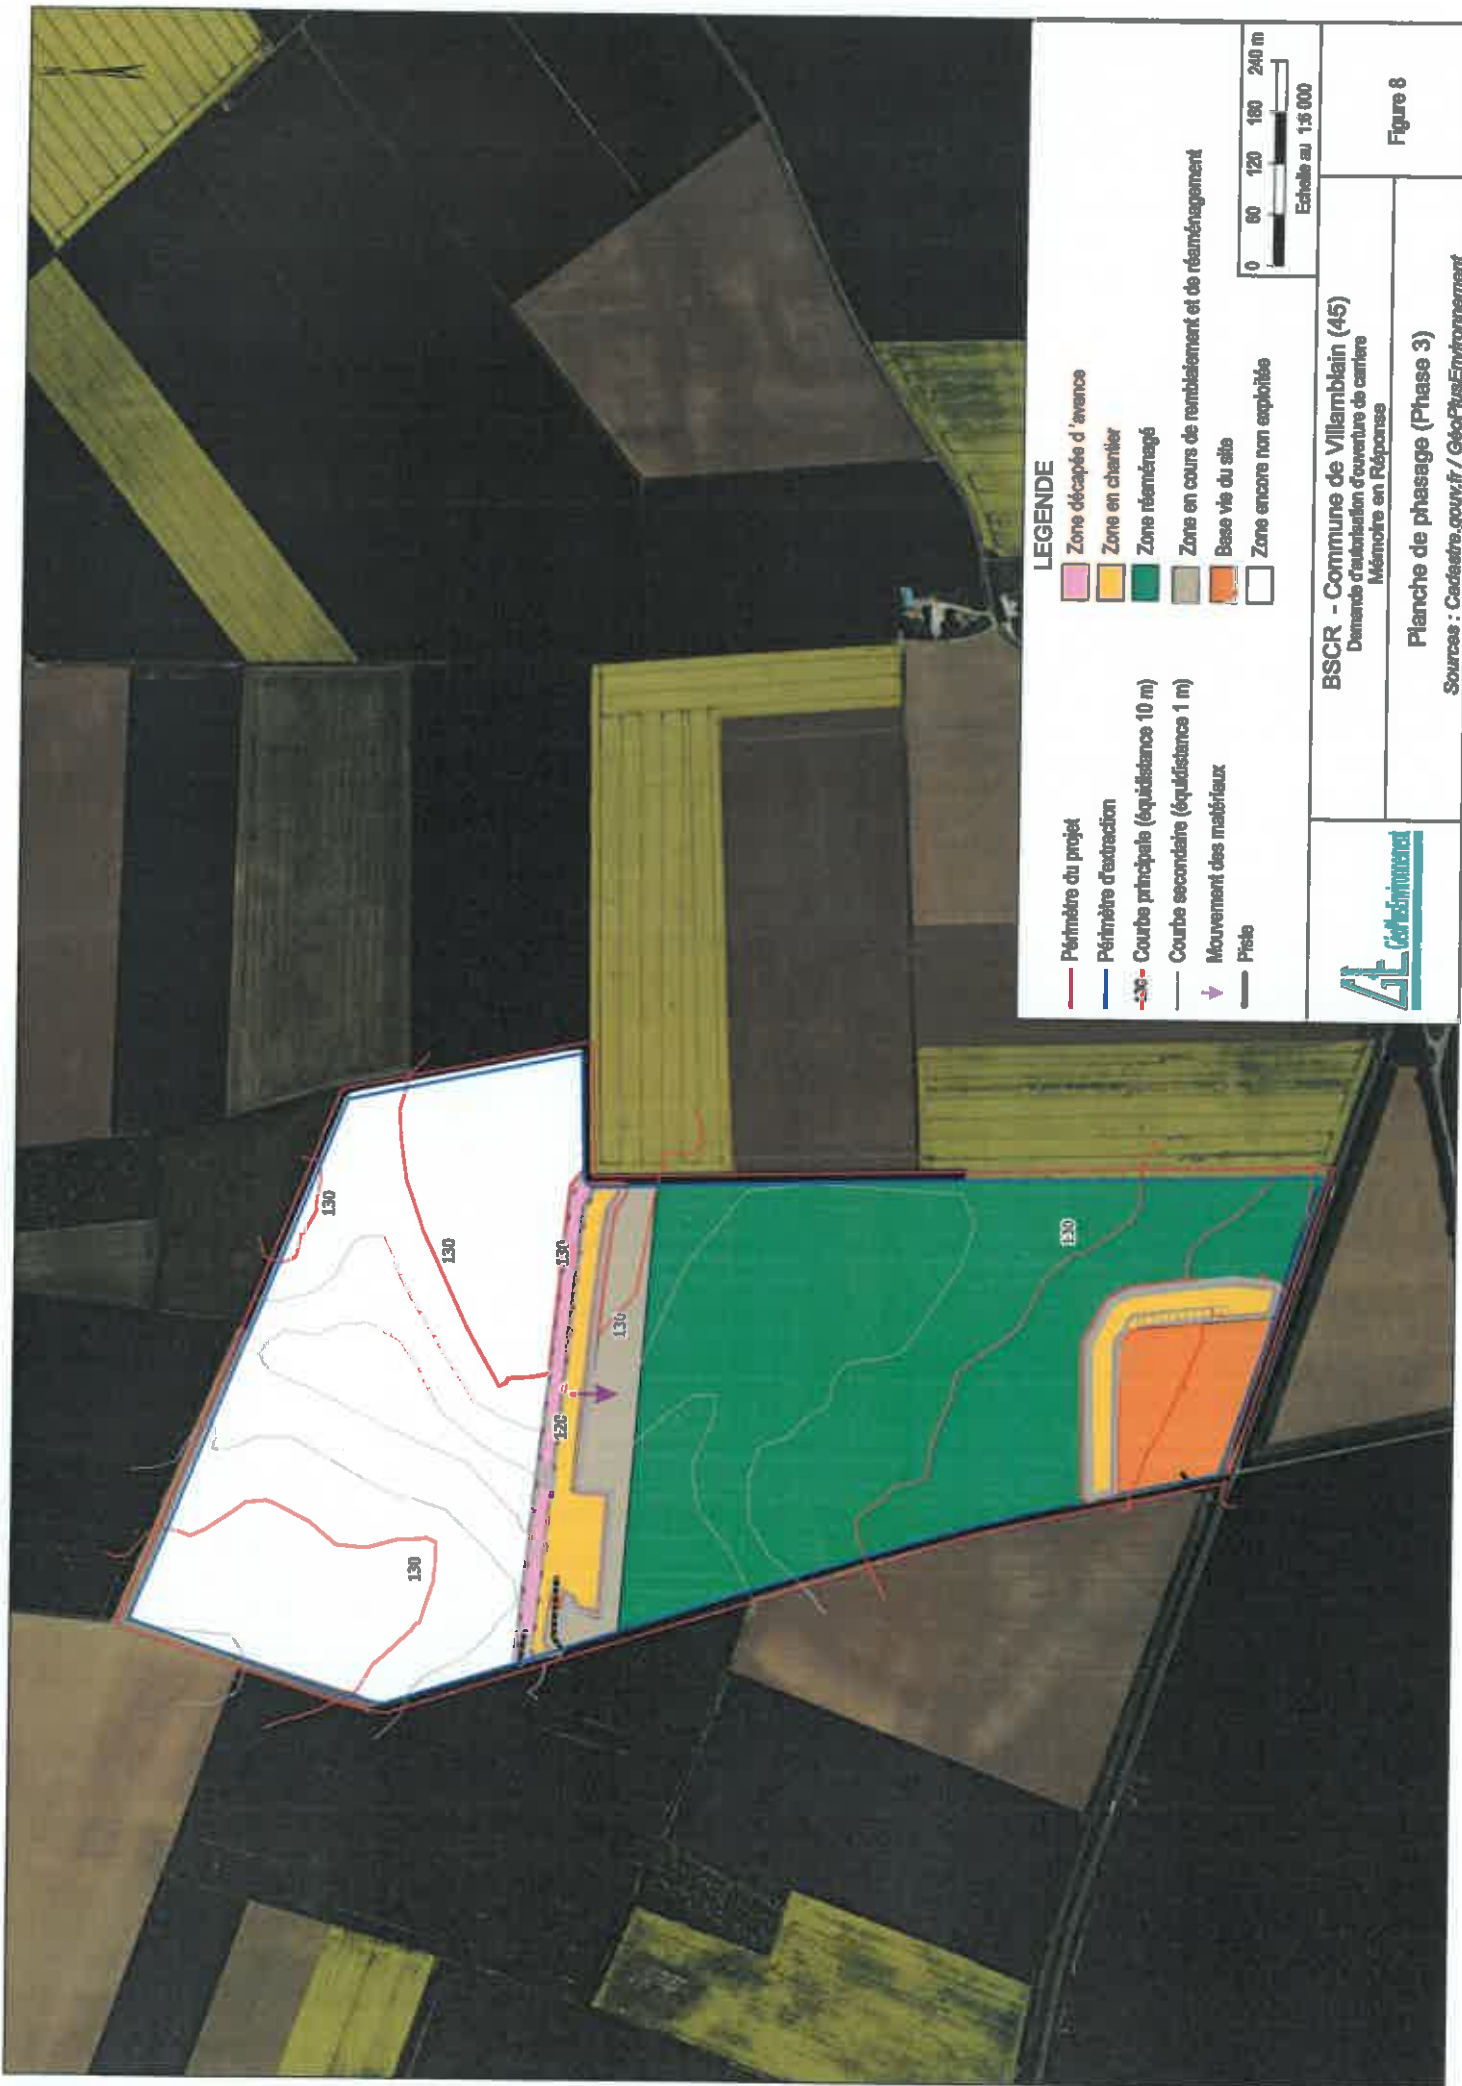 N
130
130
130
130
120
130
130
LEGENDE
Périmètre du projet
Périmètre d'extraction
130 Courbe principale (équidistance 10 m)
Courbe secondaire (équidistance 1 m)
Mouvement des matériaux
Piste
Zone décapée d'avance
Zone en chantier
Zone réaménagé
Zone en cours de remblaiement et de réaménagement
Base vie du site
Zone encore non exploitée
0 60 120 180 240 m
Echelle au 1:6 000
GéoPlusEnvironnement
BSCR - Commune de Villamblain (45)
Demande d'autorisation d'ouverture de carrière
Mémoire en Réponse
Planche de phasage (Phase 3)
Sources : Cadastre.gouv.fr / GéoPlusEnvironnement
Figure 8